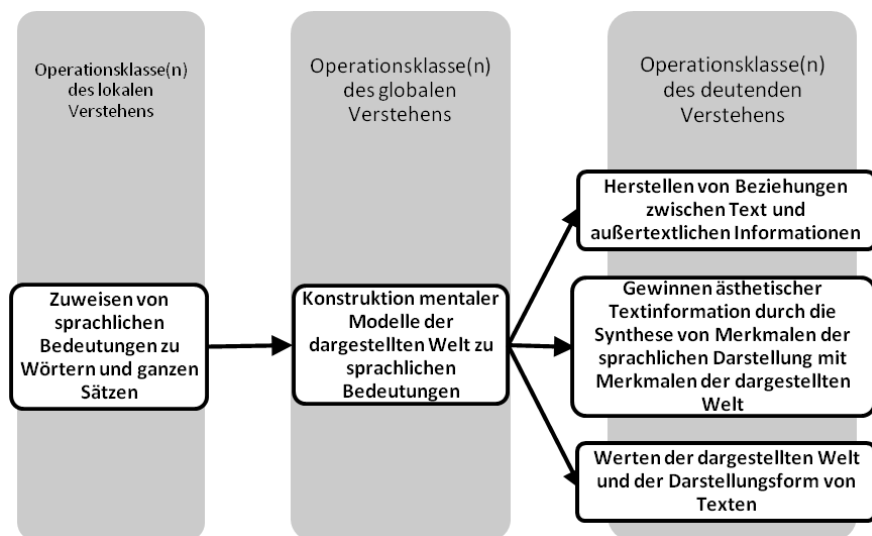 Operationsklasse(n)
des lokalen
Verstehens
Operationsklasse(n)
des globalen
Verstehens
Operationsklasse(n)
des deutenden
Verstehens
Zuweisen von
sprachlichen
Bedeutungen zu
Wörtern und ganzen
Sätzen
Konstruktion mentaler
Modelle der
dargestellten Welt zu
sprachlichen
Bedeutungen
Herstellen von Beziehungen
zwischen Text und
außertextlichen Informationen
Gewinnen ästhetischer
Textinformation durch die
Synthese von Merkmalen der
sprachlichen Darstellung mit
Merkmalen der dargestellten
Welt
Werten der dargestellten Welt
und der Darstellungsform von
Texten